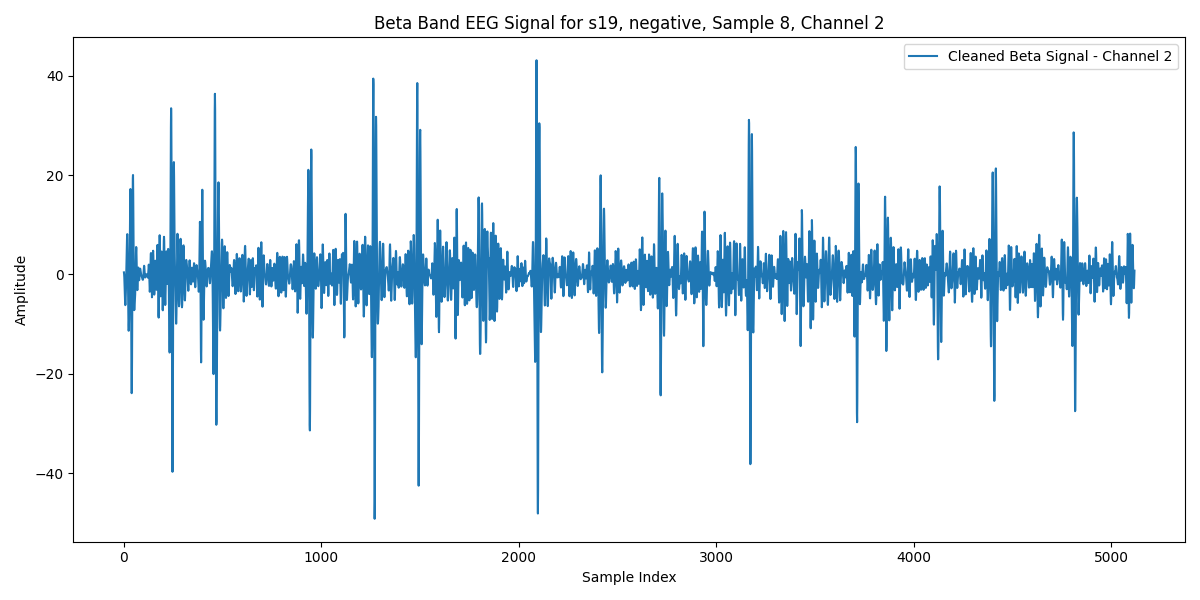 Beta Band EEG Signal for s19, negative, Sample 8, Channel 2
Cleaned Beta Signal - Channel 2
40
20
0
−20
−40
Amplitude
0 1000 2000 3000 4000 5000
Sample Index